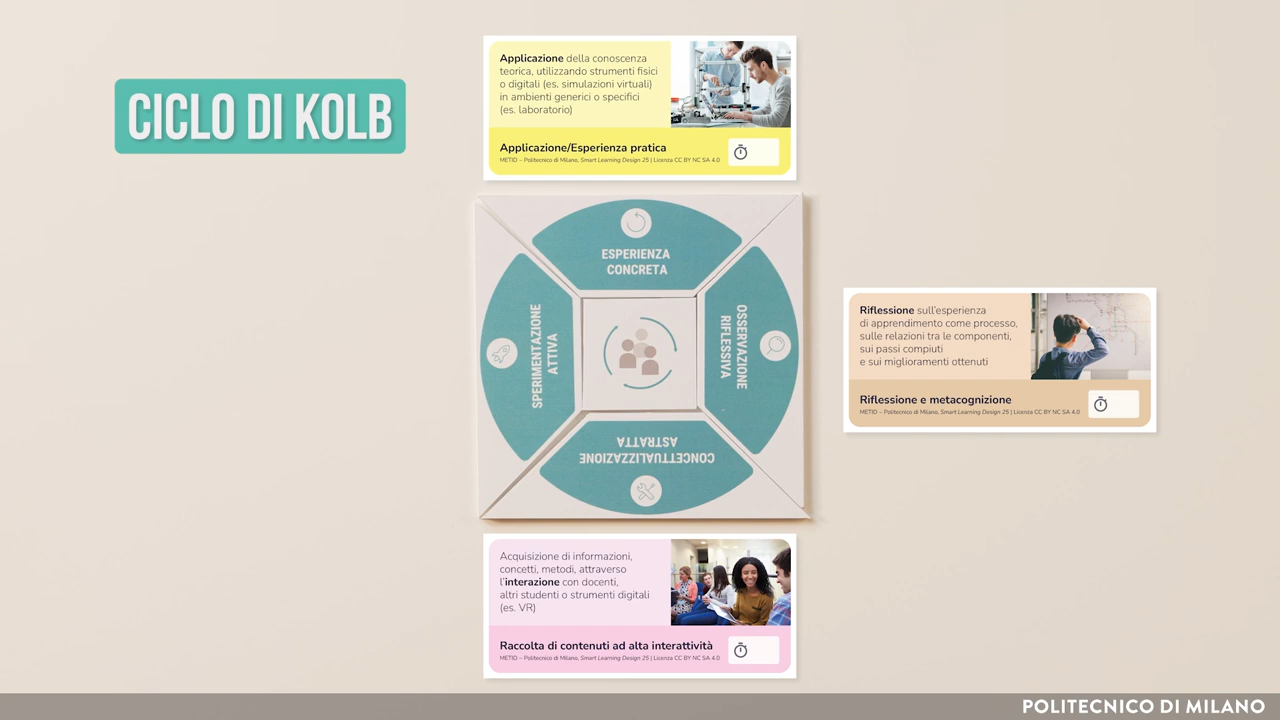 CICLO DI KOLB
Applicazione della conoscenza
teorica, utilizzando strumenti fisici
o digitali (es. simulazioni virtuali)
in ambienti generici o specifici
(es. laboratorio)
Applicazione/Esperienza pratica
METID – Politecnico di Milano, Smart Learning Design 25 | Licenza CC BY NC SA 4.0
ESPERIENZA
CONCRETA
SPERIMENTAZIONE
ATTIVA
OSSERVAZIONE
RIFLESSIVA
CONCETTUALIZZAZIONE
ASTRATTA
Riflessione sull'esperienza
di apprendimento come processo,
sulle relazioni tra le componenti,
sui passi compiuti
e sui miglioramenti ottenuti
Riflessione e metacognizione
METID – Politecnico di Milano, Smart Learning Design 25 | Licenza CC BY NC SA 4.0
Acquisizione di informazioni,
concetti, metodi, attraverso
l'interazione con docenti,
altri studenti o strumenti digitali
(es. VR)
Raccolta di contenuti ad alta interattività
METID – Politecnico di Milano, Smart Learning Design 25 | Licenza CC BY NC SA 4.0
POLITECNICO DI MILANO